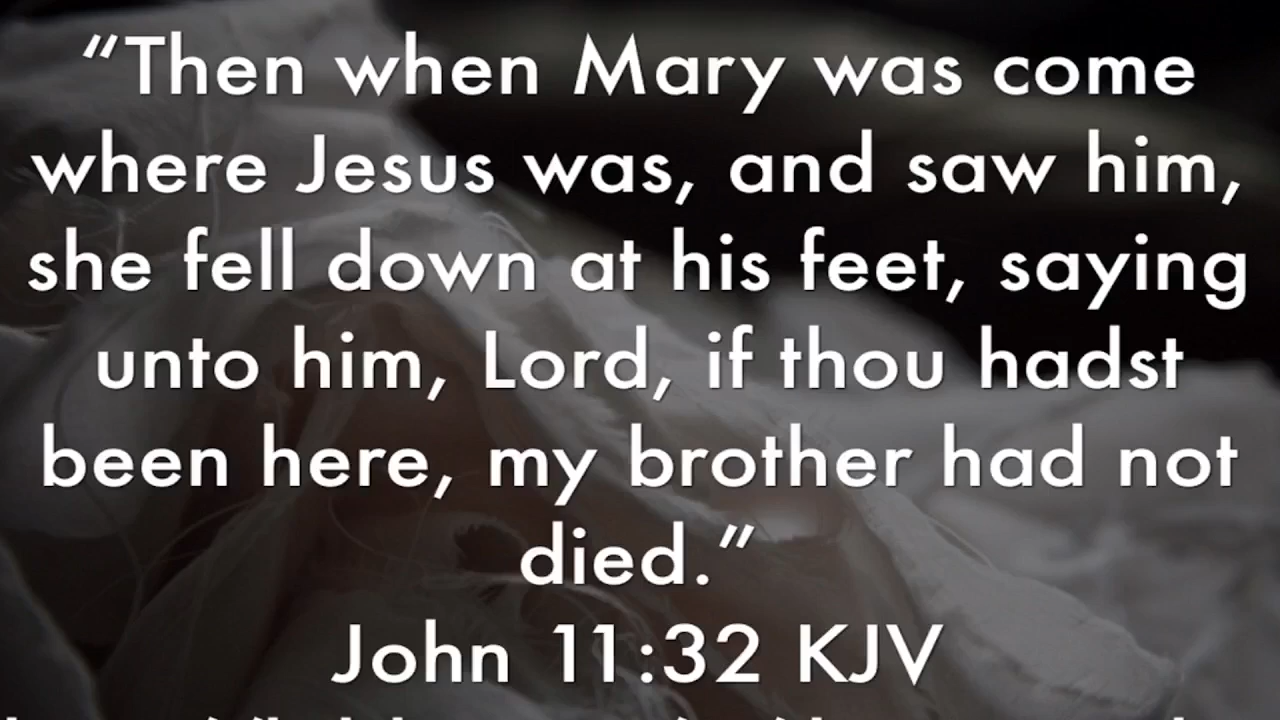 “Then when Mary was come
where Jesus was, and saw him,
she fell down at his feet, saying
unto him, Lord, if thou hadst
been here, my brother had not
died.”
John 11:32 KJV